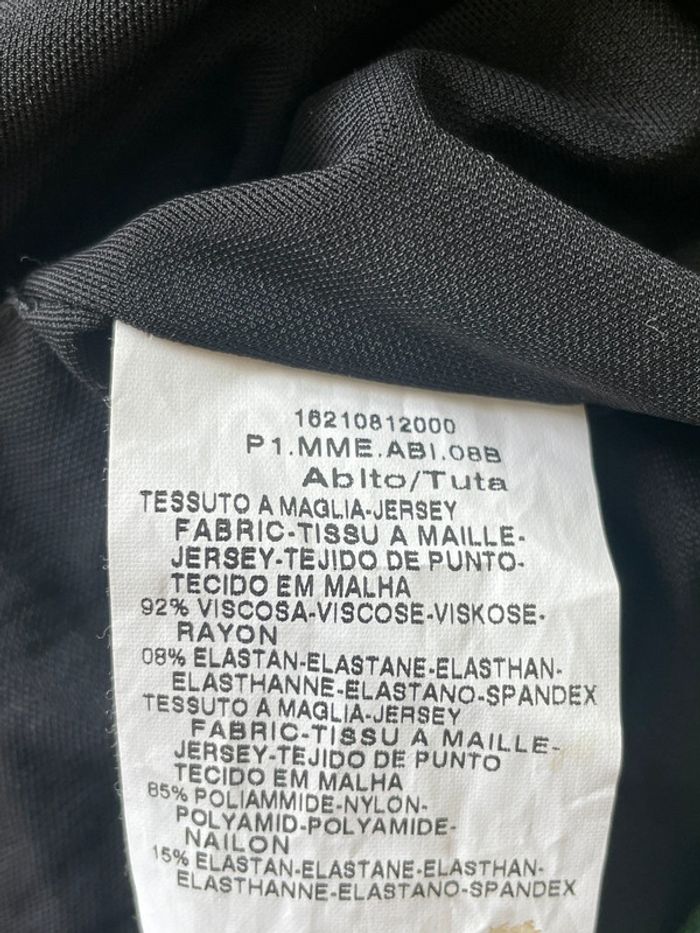 16210812000
P1.MME.ABI.08B
Abito/Tuta
TESSUTO A MAGLIA-JERSEY
FABRIC-TISSU A MAILLE-
JERSEY-TEJIDO DE PUNTO-
TECIDO EM MALHA
92% VISCOSA-VISCOSE-VISKOSE-
RAYON
08% ELASTAN-ELASTANE-ELASTHAN-
ELASTHANNE-ELASTANO-SPANDEX
TESSUTO A MAGLIA-JERSEY
FABRIC-TISSU A MAILLE-
JERSEY-TEJIDO DE PUNTO
TECIDO EM MALHA
85% POLIAMMIDE-NYLON-
POLYAMID-POLYAMIDE-
NAILON
15% ELASTAN-ELASTANE-ELASTHAN-
ELASTHANNE-ELASTANO-SPANDEX